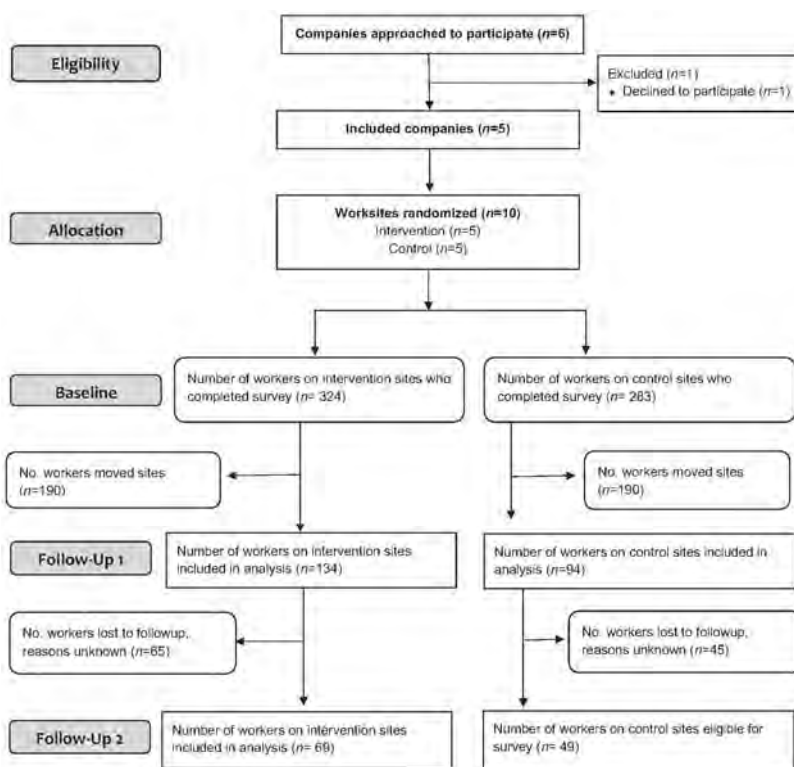 Companies approached to participate (n=6)
Eligibility
Excluded (n=1)
• Declined to participate (n=1)
Included companies (n=5)
Worksites randomized (n=10)
Allocation
Intervention (n=5)
Control (n=5)
Number of workers on intervention sites who
completed survey (n= 324)
Number of workers on control sites who
completed survey (n= 283)
Baseline
No. workers moved sites
(n=190)
No. workers moved sites
(n=190)
Follow-Up 1
Number of workers on intervention sites
included in analysis (n=134)
Number of workers on control sites included in
analysis (n=94)
No. workers lost to followup,
reasons unknown (n=65)
No. workers lost to followup,
reasons unknown (n=45)
Follow-Up 2
Number of workers on intervention sites
included in analysis (n= 69)
Number of workers on control sites eligible for
survey (n= 49)